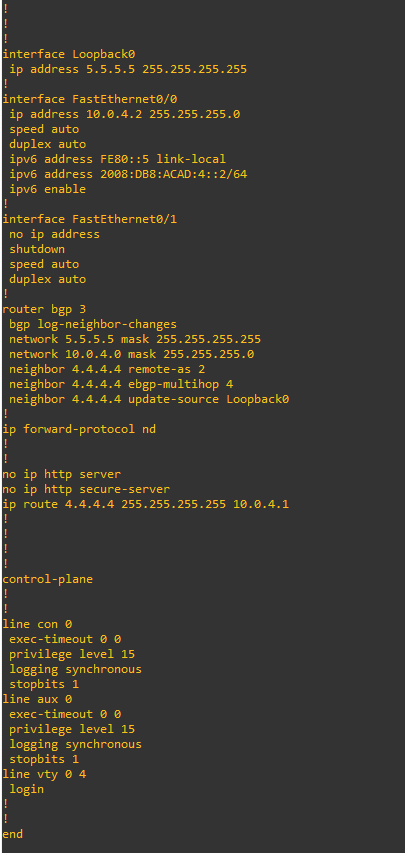 !
!
!
interface Loopback0
 ip address 5.5.5.5 255.255.255.255
!
interface FastEthernet0/0
 ip address 10.0.4.2 255.255.255.0
 speed auto
 duplex auto
 ipv6 address FE80::5 link-local
 ipv6 address 2008:DB8:ACAD:4::2/64
 ipv6 enable
!
interface FastEthernet0/1
 no ip address
 shutdown
 speed auto
 duplex auto
!
router bgp 3
 bgp log-neighbor-changes
 network 5.5.5.5 mask 255.255.255.255
 network 10.0.4.0 mask 255.255.255.0
 neighbor 4.4.4.4 remote-as 2
 neighbor 4.4.4.4 ebgp-multihop 4
 neighbor 4.4.4.4 update-source Loopback0
!
ip forward-protocol nd
!
!
no ip http server
no ip http secure-server
ip route 4.4.4.4 255.255.255.255 10.0.4.1
!
!
!
!
control-plane
!
!
line con 0
 exec-timeout 0 0
 privilege level 15
 logging synchronous
 stopbits 1
line aux 0
 exec-timeout 0 0
 privilege level 15
 logging synchronous
 stopbits 1
line vty 0 4
 login
!
!
end